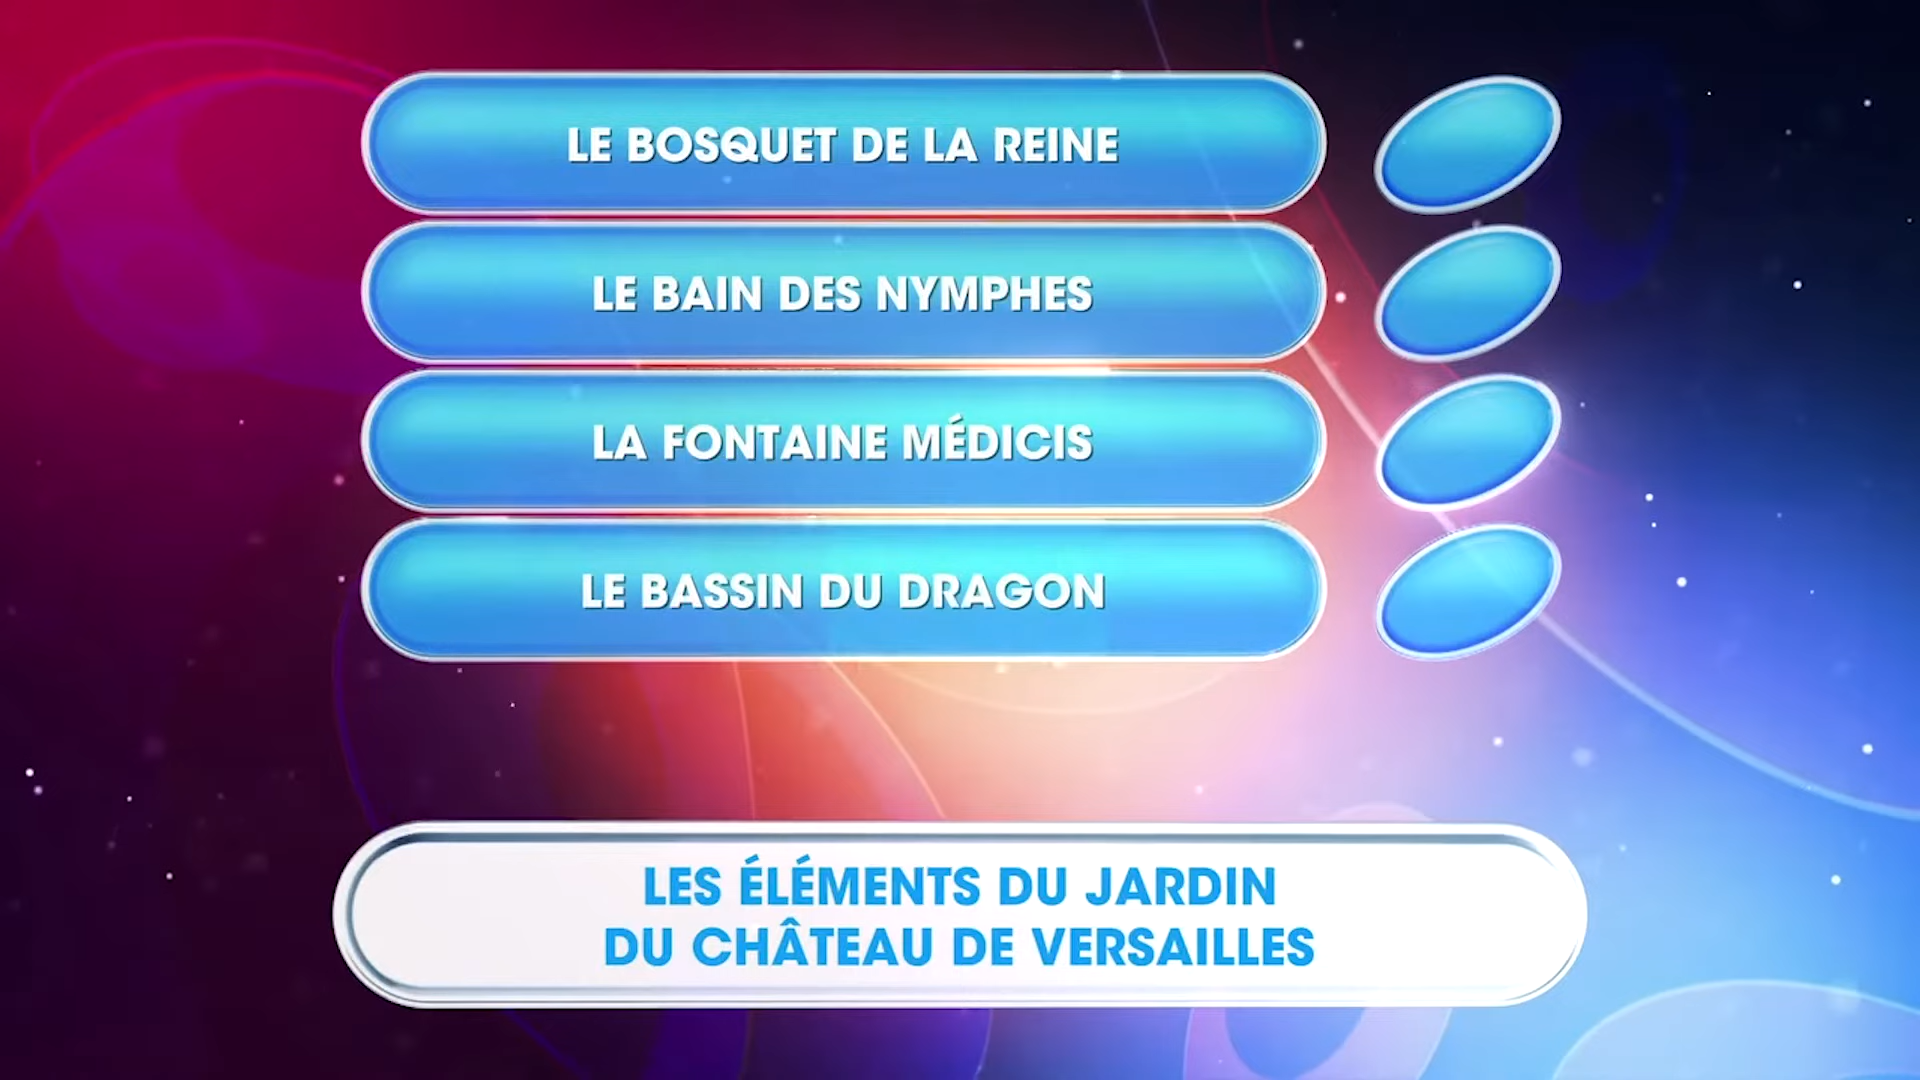 LE BOSQUET DE LA REINE
LE BAIN DES NYMPHES
LA FONTAINE MÉDICIS
LE BASSIN DU DRAGON
LES ÉLÉMENTS DU JARDIN
DU CHÂTEAU DE VERSAILLES